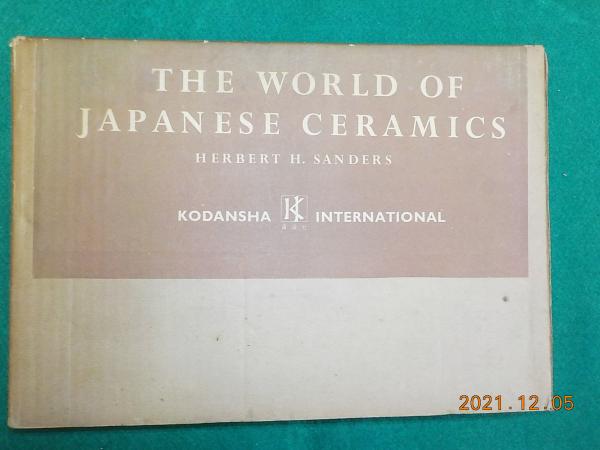 THE WORLD OF
JAPANESE CERAMICS
HERBERT H. SANDERS
KODANSHA K INTERNATIONAL
2021.12.05